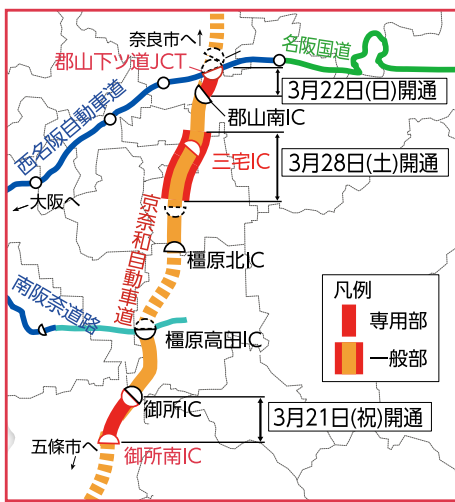 奈良市へ
名阪国道
郡山下ツ道JCT
3月22日(日)開通
郡山南IC
西名阪自動車道
三宅IC
3月28日(土)開通
大阪へ
京奈和自動車道
橿原北IC
南阪奈道路
凡例
専用部
一般部
橿原高田IC
御所IC
3月21日(祝)開通
五條市へ
御所南IC